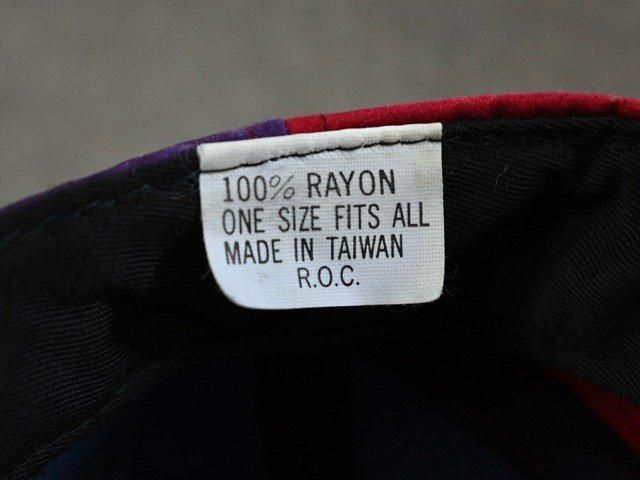 100% RAYON
ONE SIZE FITS ALL
MADE IN TAIWAN
R.O.C.